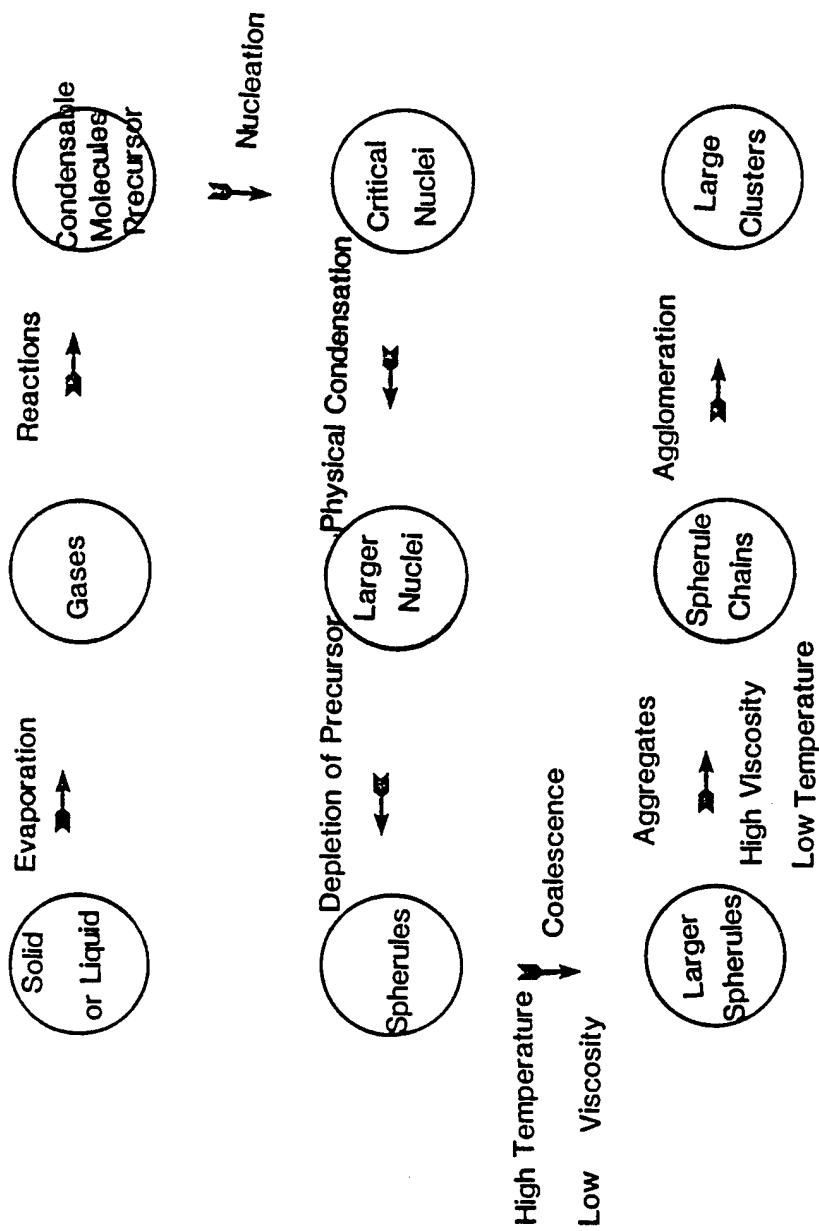 Solid
or Liquid
Evaporation
Gases
Reactions
Condensable
Molecules
Precursor
Nucleation
Critical
Nuclei
Physical Condensation
Larger
Nuclei
Depletion of Precursor
Spherules
High Temperature
Low Viscosity
Coalescence
Larger
Spherules
Aggregates
High Viscosity
Low Temperature
Spherule
Chains
Agglomeration
Large
Clusters